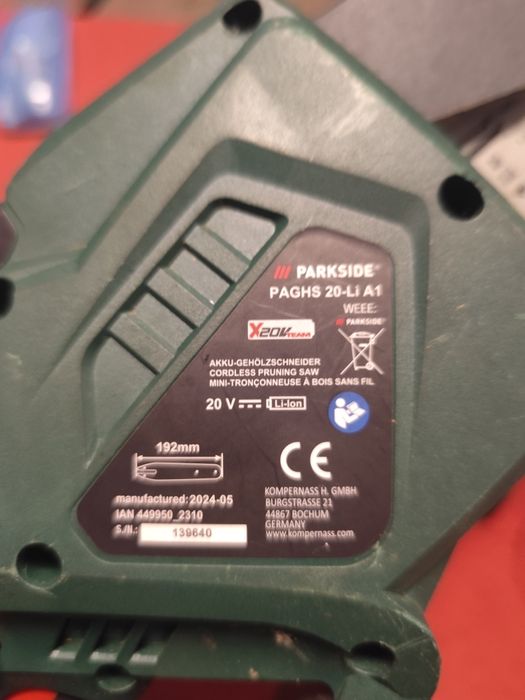 /// PARKSIDE®
PAGHS 20-Li A1
WEEE:
/// PARKSIDE®
X20V TEAM
AKKU-GEHÖLZSCHNEIDER
CORDLESS PRUNING SAW
MINI-TRONÇONNEUSE À BOIS SANS FIL
20 V Li-Ion
192mm
CE
manufactured: 2024-05
IAN 449950_2310
S./N.: 139640
KOMPERNASS H. GMBH
BURGSTRASSE 21
44867 BOCHUM
GERMANY
www.kompernass.com